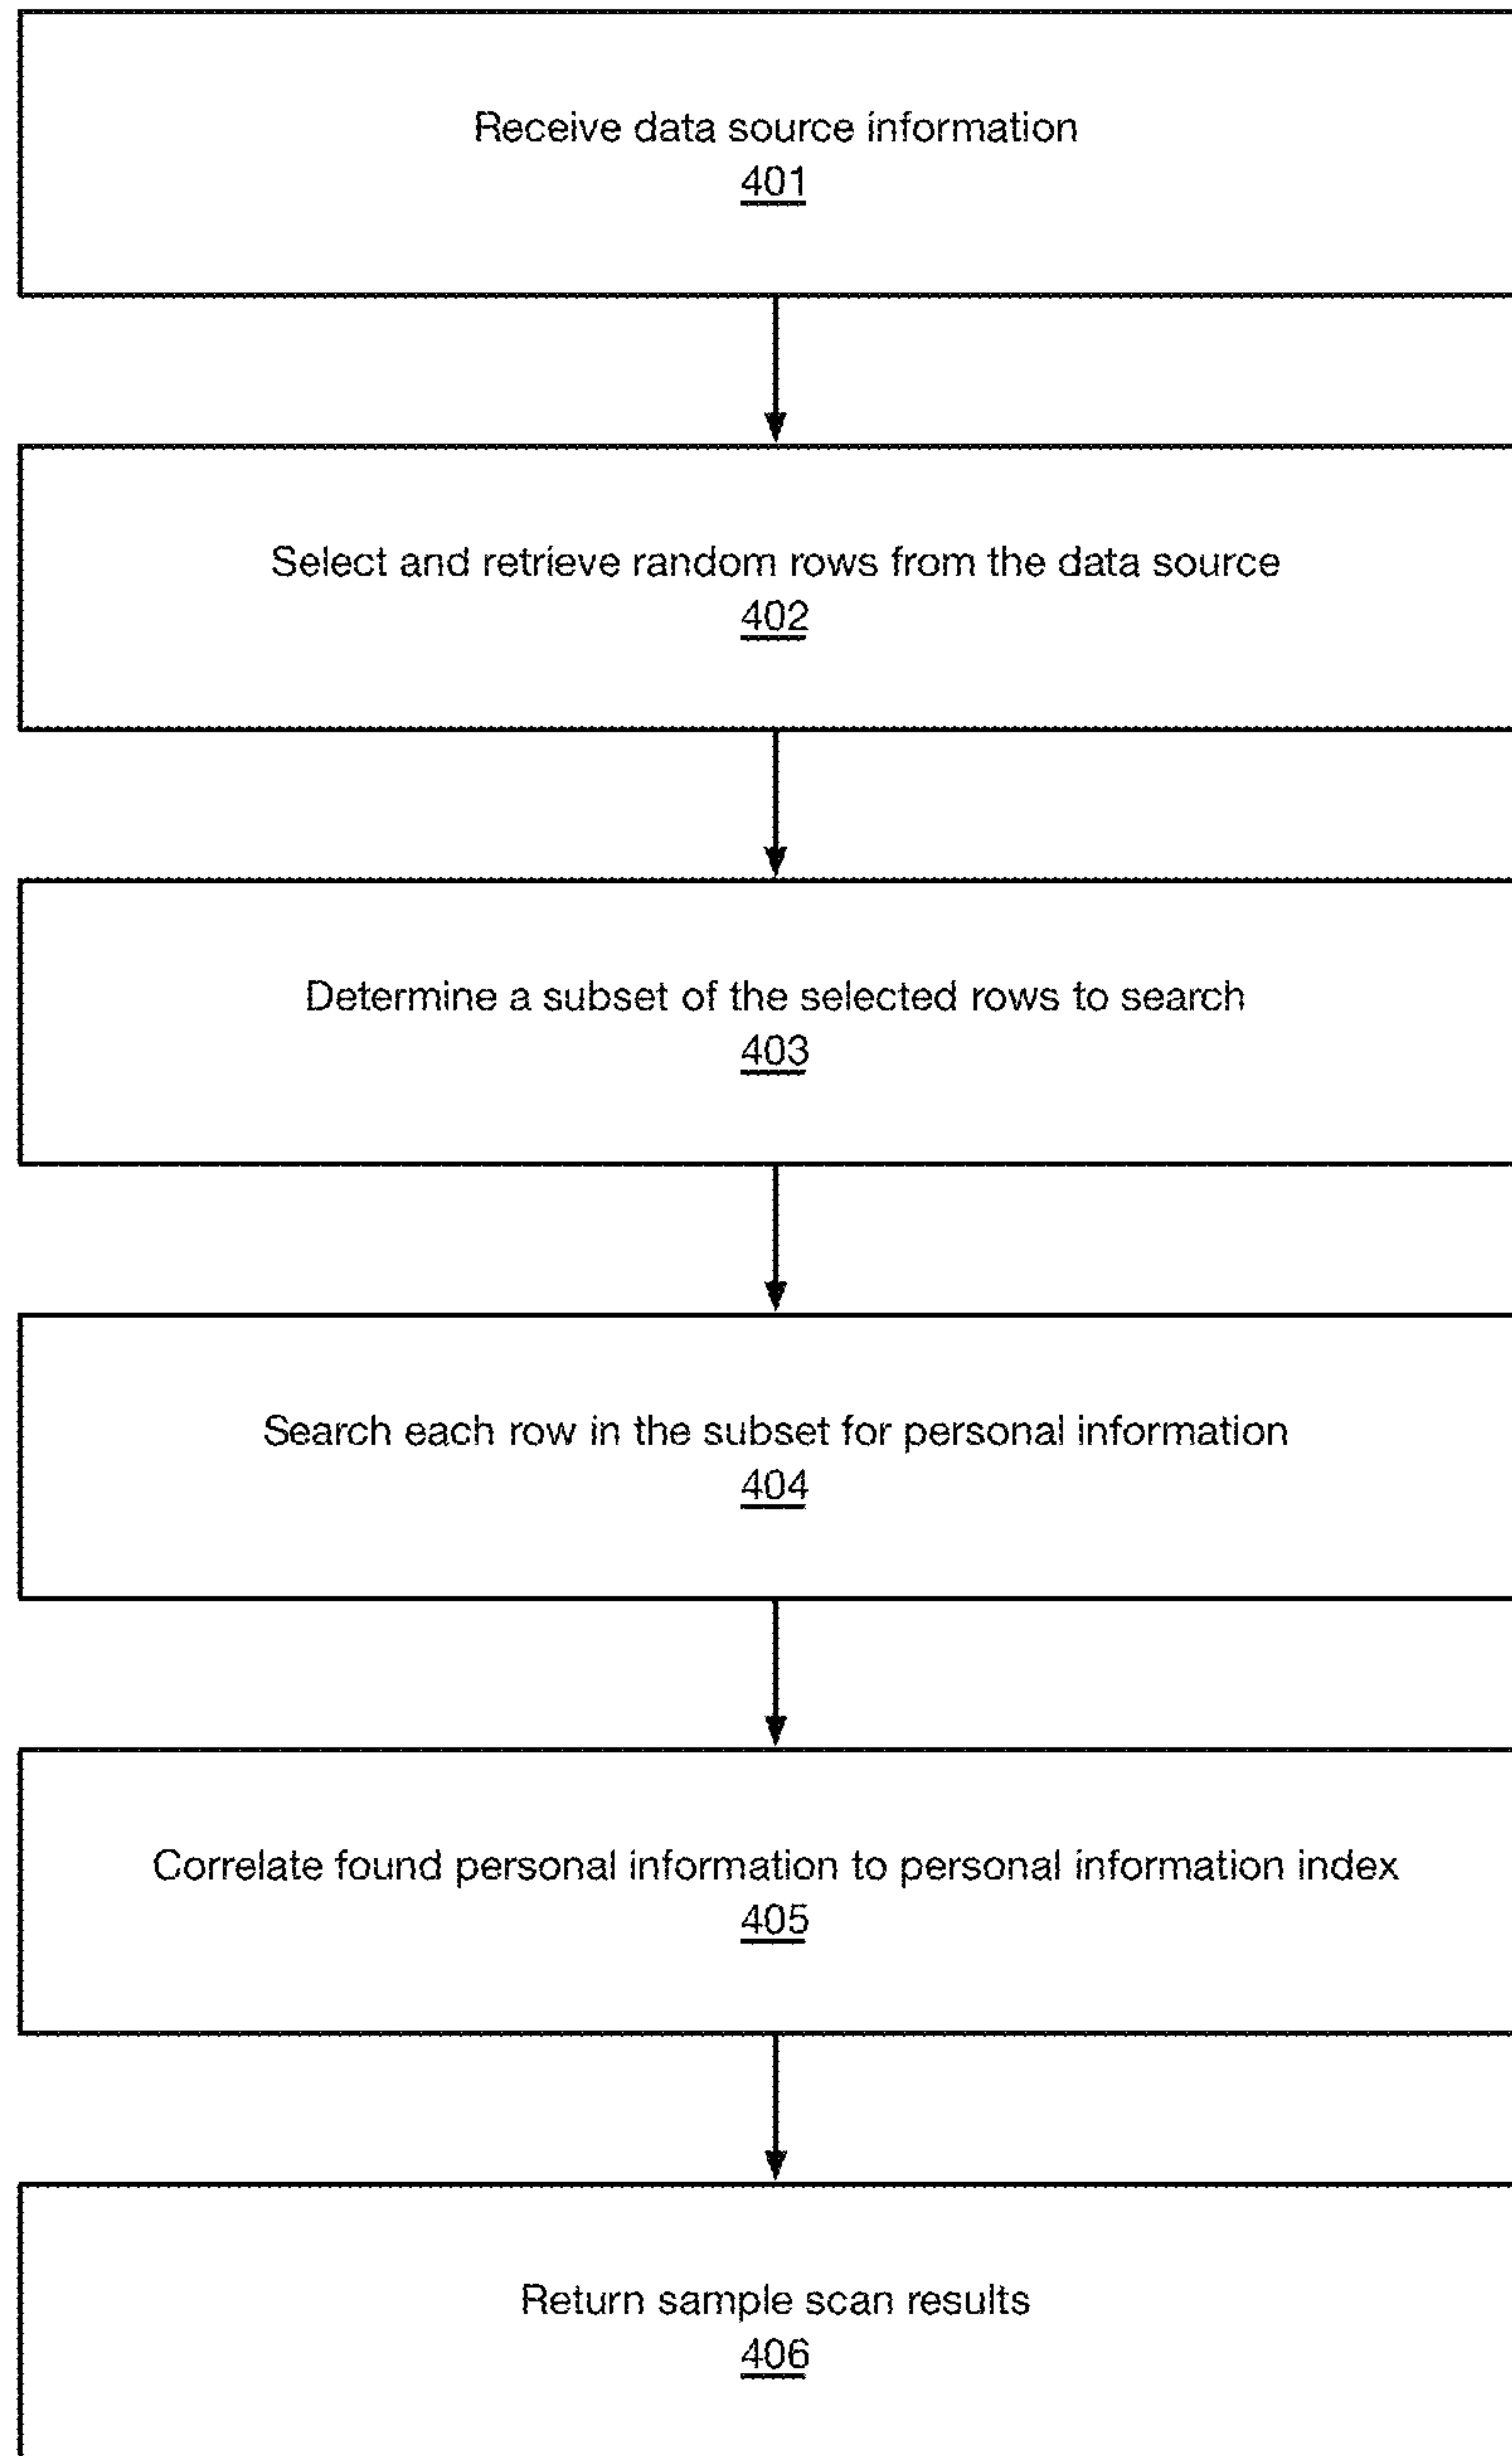 Receive data source information
401
Select and retrieve random rows from the data source
402
Determine a subset of the selected rows to search
403
Search each row in the subset for personal information
404
Correlate found personal information to personal information index
405
Return sample scan results
406